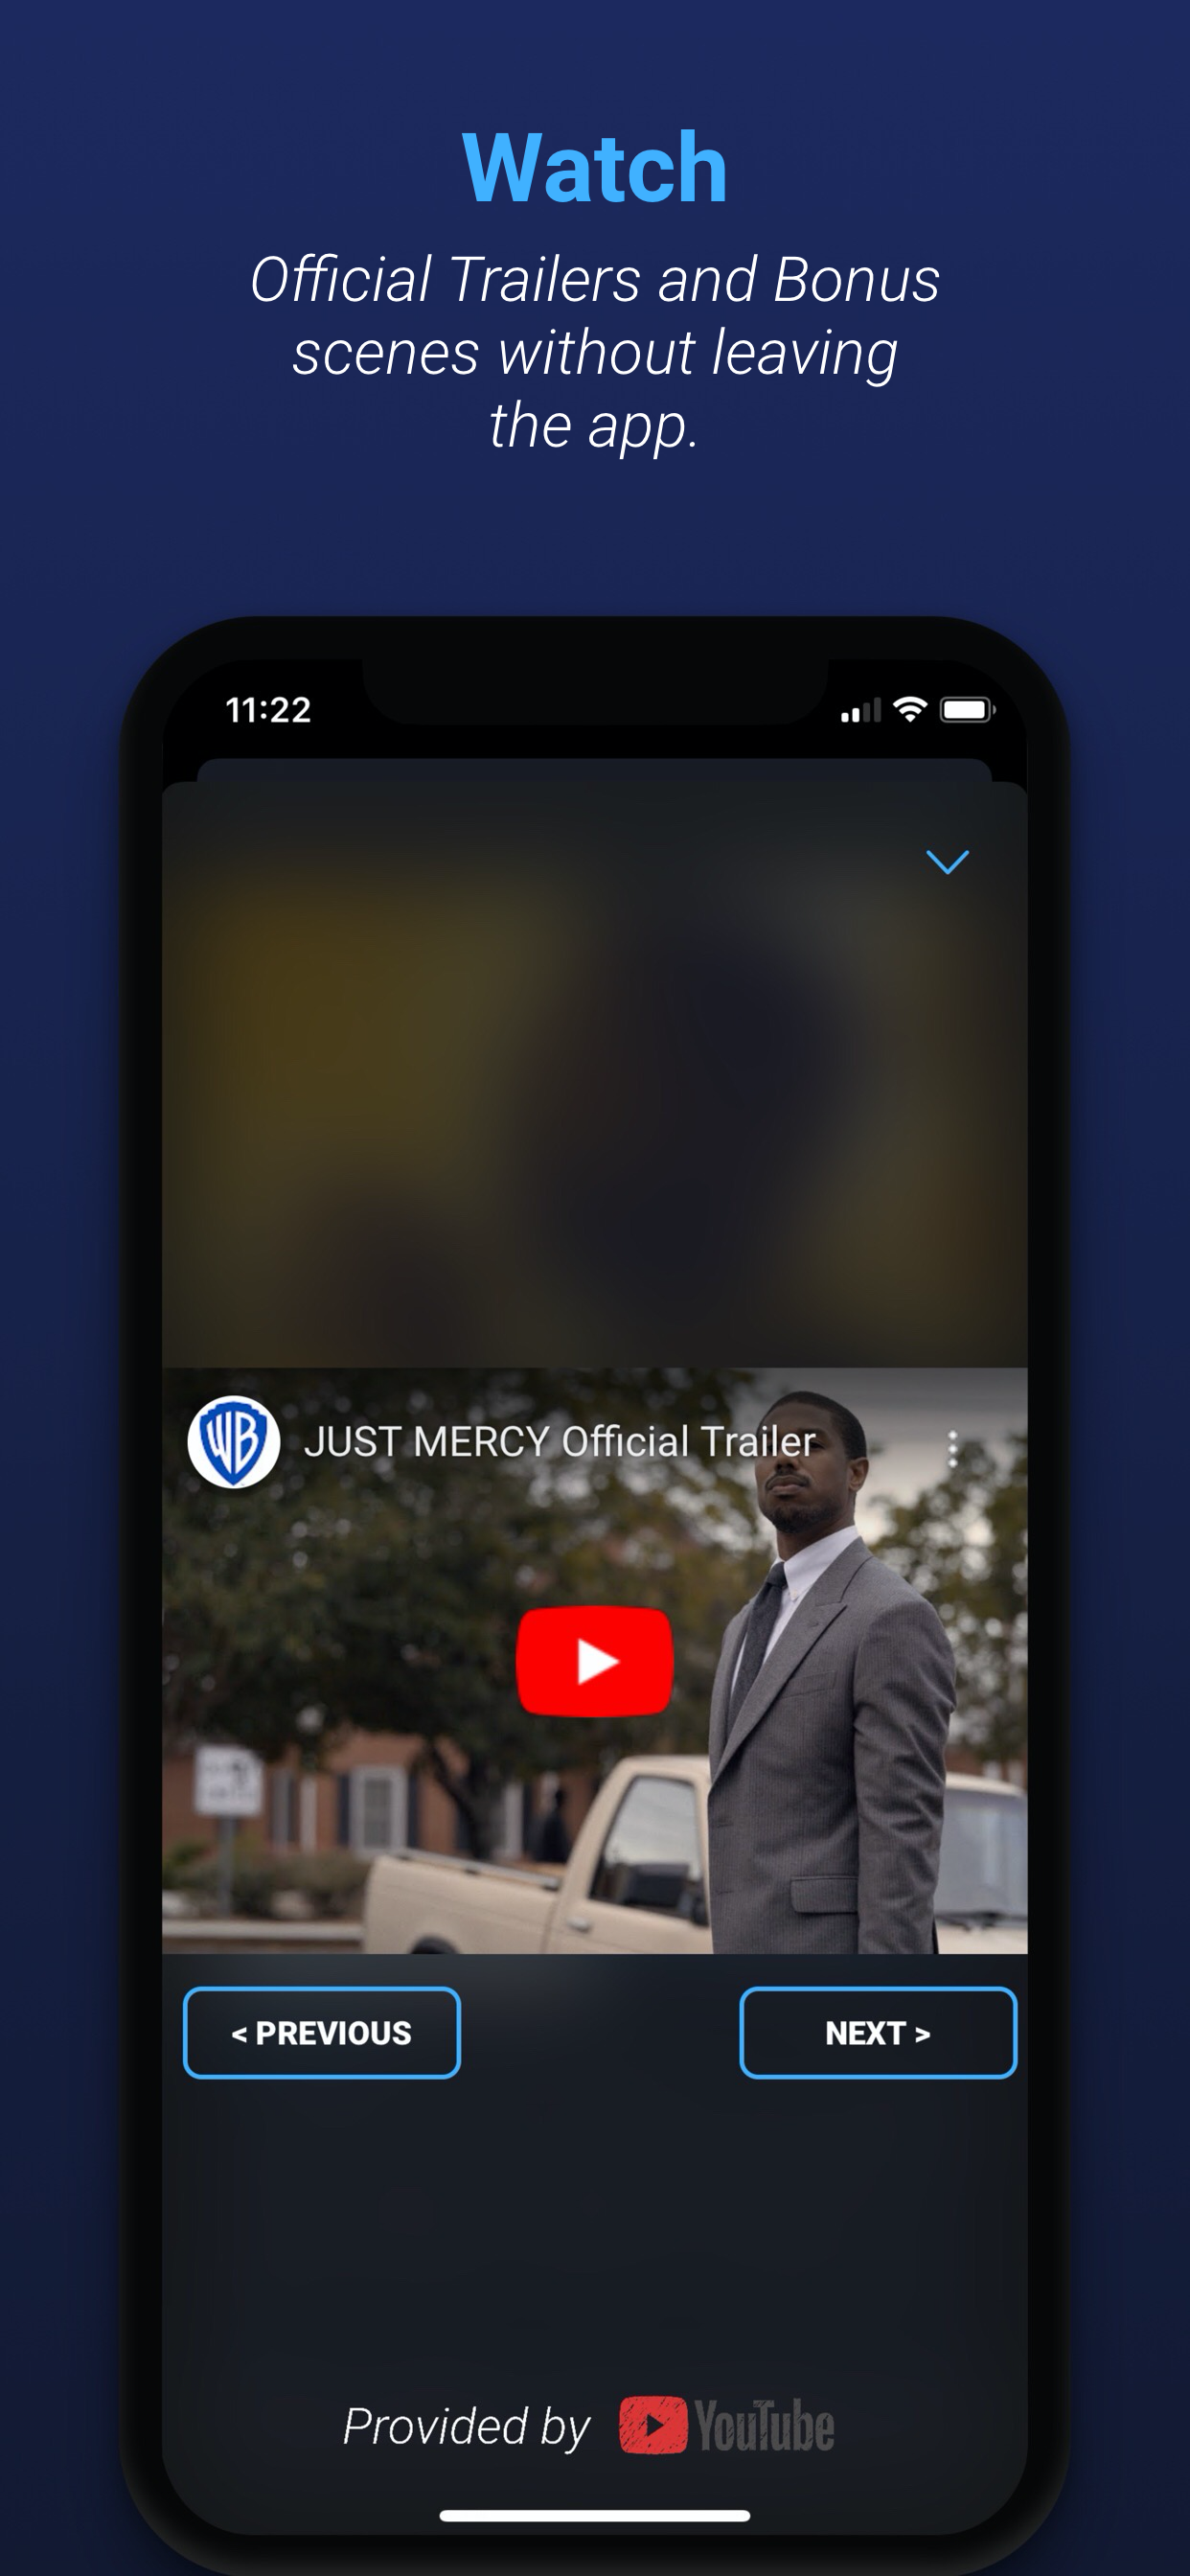 Watch
Official Trailers and Bonus
scenes without leaving
the app.
11:22
WB
JUST MERCY Official Trailer
< PREVIOUS
NEXT >
Provided by YouTube